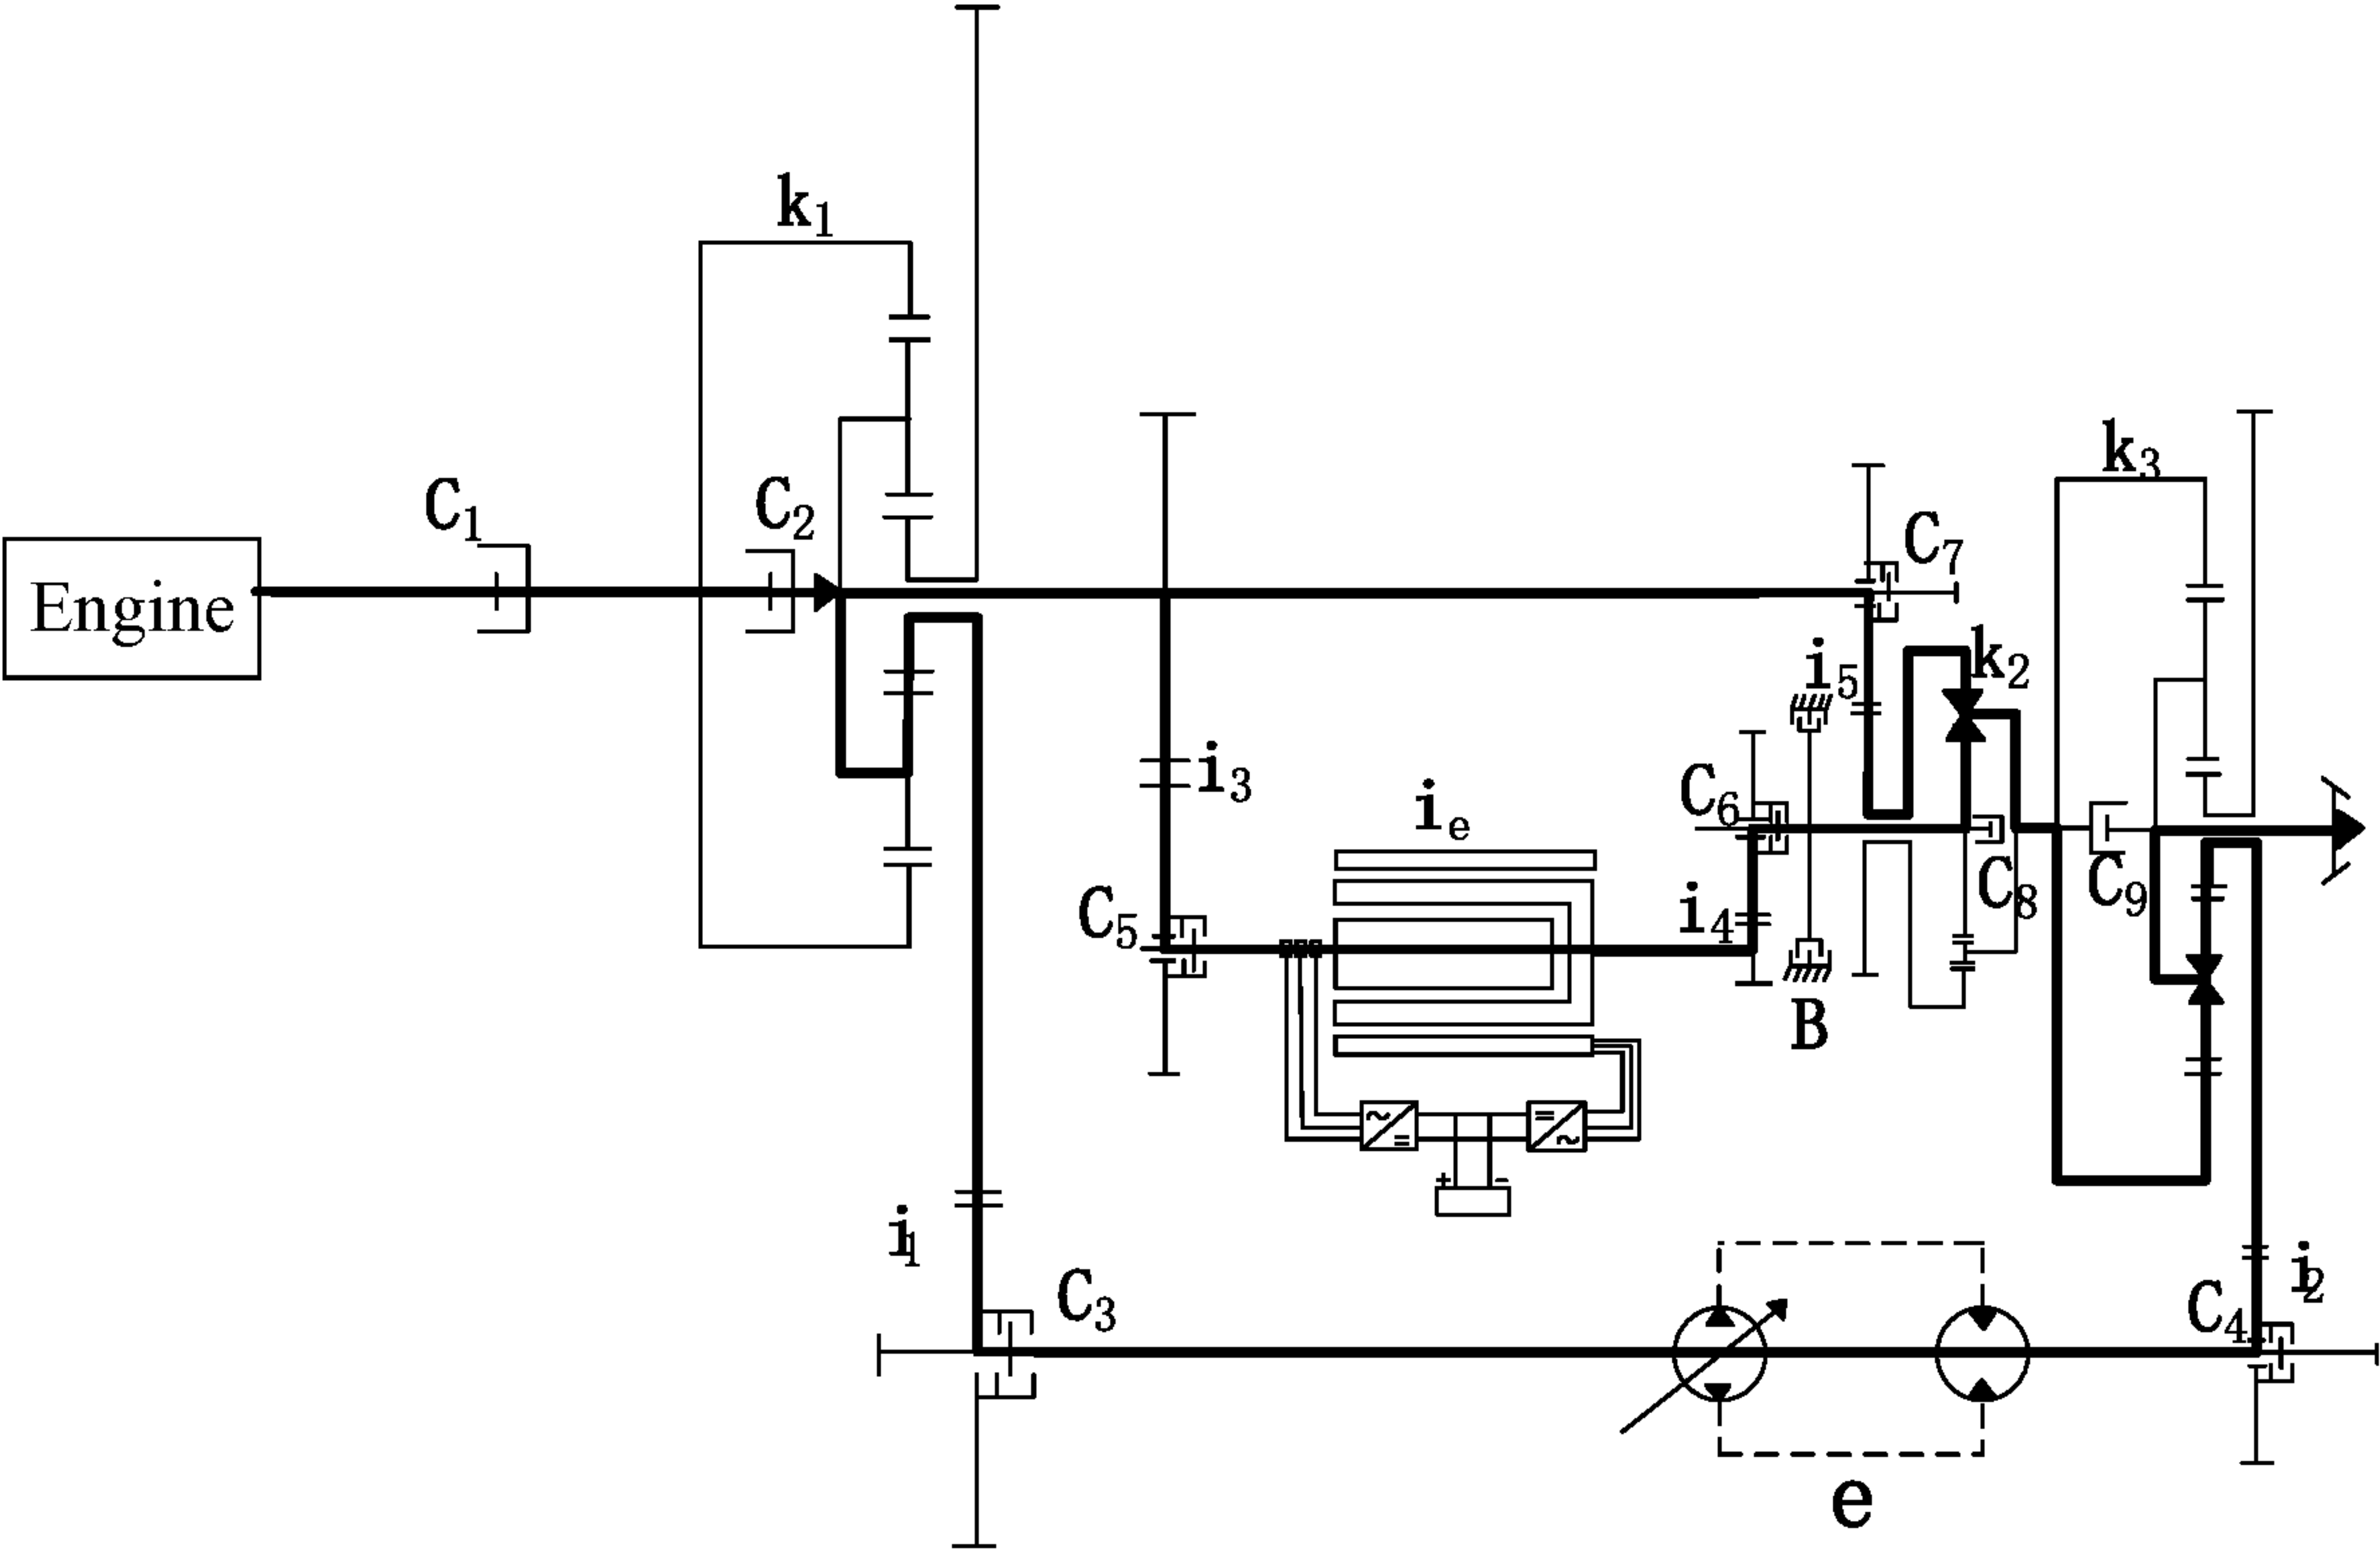 k1
C1
C2
k3
C7
i5
k2
Engine
i3
C6
ie
C5
i4
C8
C9
B
+ -
i1
C3
C4
i2
e